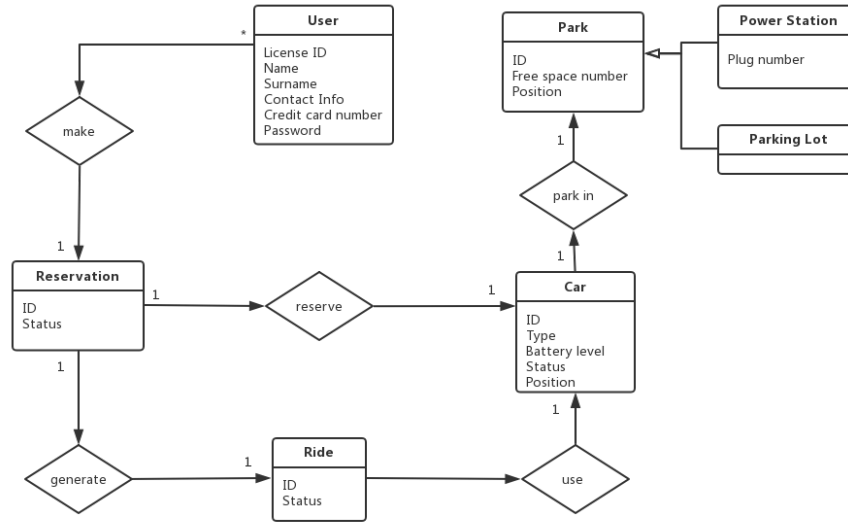 User
License ID
Name
Surname
Contact Info
Credit card number
Password
*
Park
ID
Free space number
Position
Power Station
Plug number
Parking Lot
make
1
1
park in
1
1
Reservation
ID
Status
1
reserve
1
Car
ID
Type
Battery level
Status
Position
1
1
generate
1
Ride
ID
Status
use